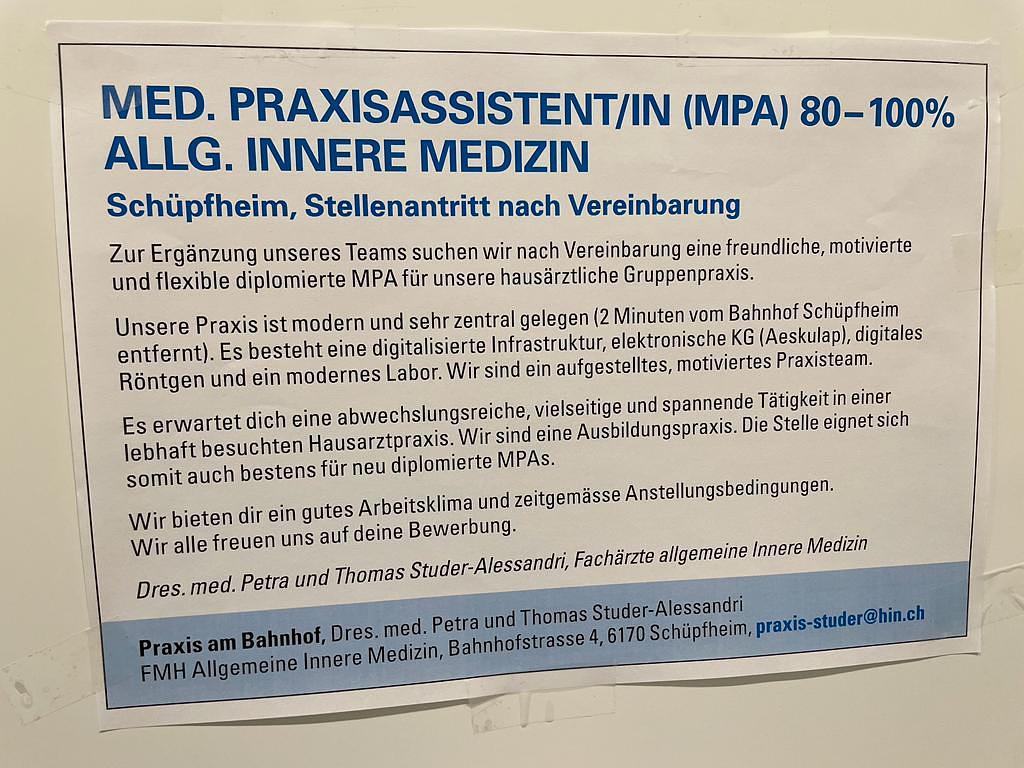 MED. PRAXISASSISTENT/IN (MPA) 80–100%
ALLG. INNERE MEDIZIN
Schüpfheim, Stellenantritt nach Vereinbarung
Zur Ergänzung unseres Teams suchen wir nach Vereinbarung eine freundliche, motivierte
und flexible diplomierte MPA für unsere hausärztliche Gruppenpraxis.
Unsere Praxis ist modern und sehr zentral gelegen (2 Minuten vom Bahnhof Schüpfheim
entfernt). Es besteht eine digitalisierte Infrastruktur, elektronische KG (Aeskulap), digitales
Röntgen und ein modernes Labor. Wir sind ein aufgestelltes, motiviertes Praxisteam.
Es erwartet dich eine abwechslungsreiche, vielseitige und spannende Tätigkeit in einer
lebhaft besuchten Hausarztpraxis. Wir sind eine Ausbildungspraxis. Die Stelle eignet sich
somit auch bestens für neu diplomierte MPAs.
Wir bieten dir ein gutes Arbeitsklima und zeitgemässe Anstellungsbedingungen.
Wir alle freuen uns auf deine Bewerbung.
Dres. med. Petra und Thomas Studer-Alessandri, Fachärzte allgemeine Innere Medizin
Praxis am Bahnhof, Dres. med. Petra und Thomas Studer-Alessandri
FMH Allgemeine Innere Medizin, Bahnhofstrasse 4, 6170 Schüpfheim, praxis-studer@hin.ch